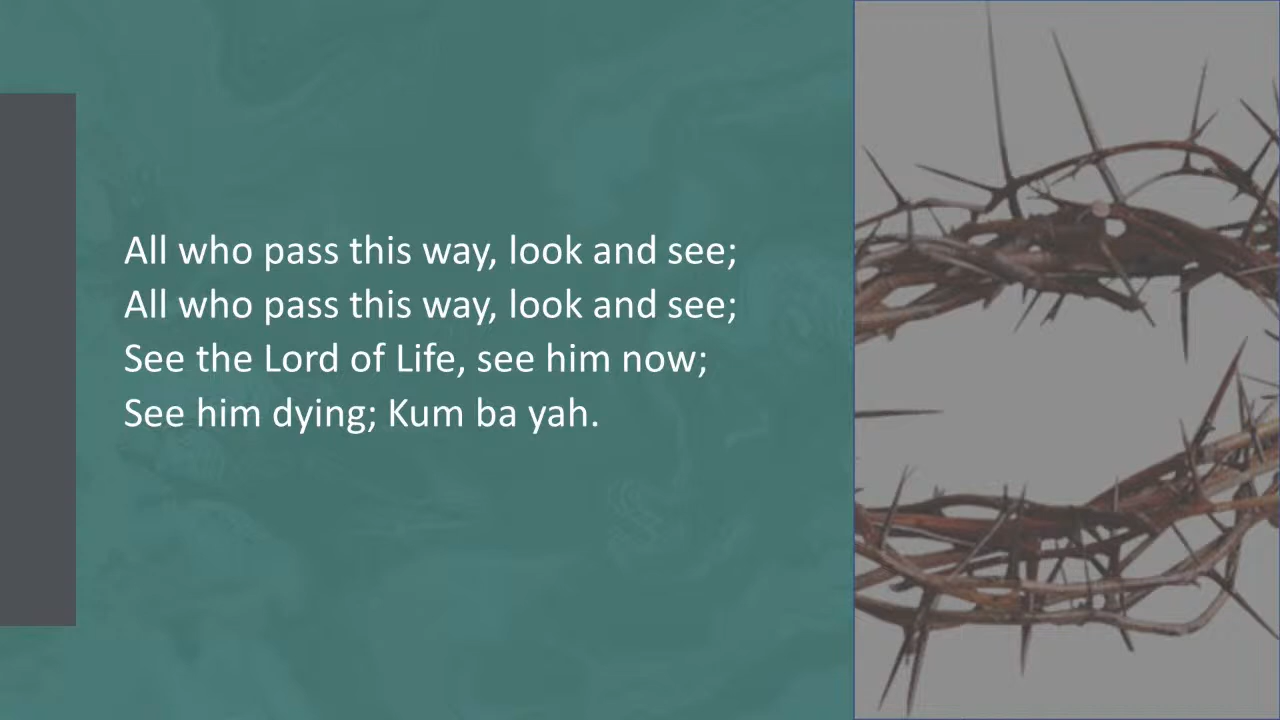 All who pass this way, look and see;
All who pass this way, look and see;
See the Lord of Life, see him now;
See him dying; Kum ba yah.